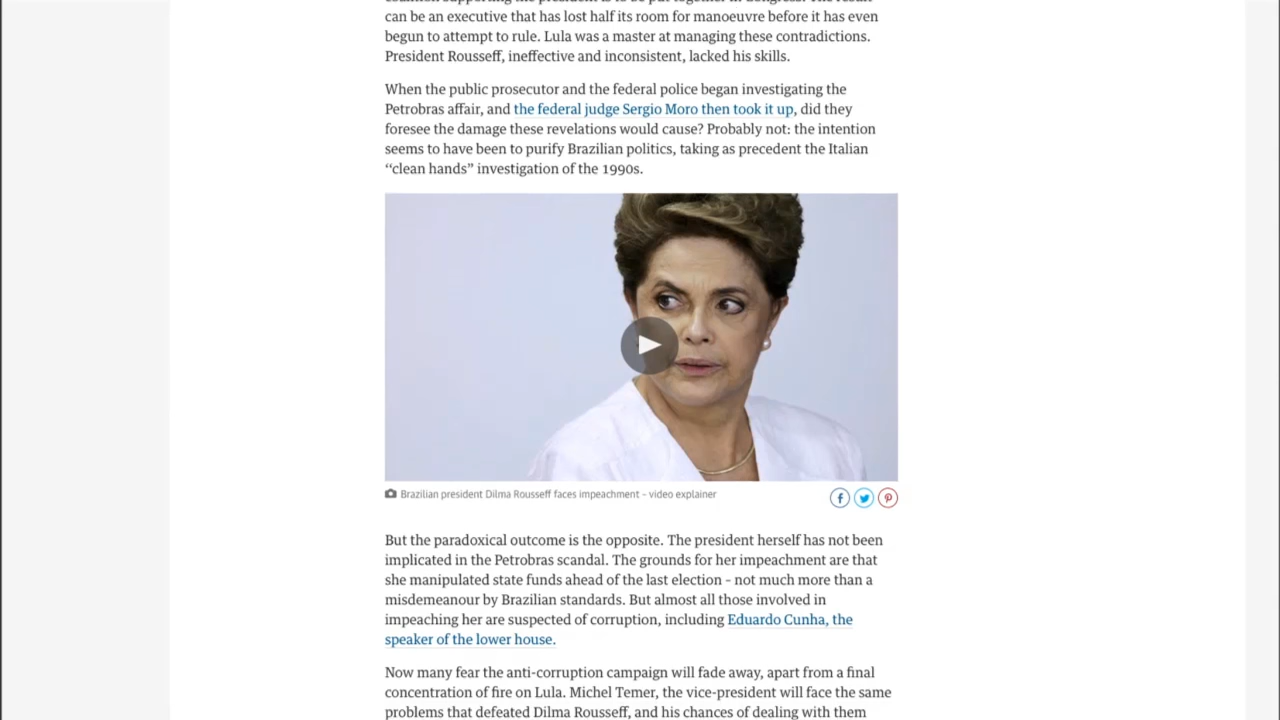 can be an executive that has lost half its room for manoeuvre before it has even
begun to attempt to rule. Lula was a master at managing these contradictions.
President Rousseff, ineffective and inconsistent, lacked his skills.
When the public prosecutor and the federal police began investigating the
Petrobras affair, and the federal judge Sergio Moro then took it up, did they
foresee the damage these revelations would cause? Probably not: the intention
seems to have been to purify Brazilian politics, taking as precedent the Italian
“clean hands” investigation of the 1990s.
Brazilian president Dilma Rousseff faces impeachment - video explainer
But the paradoxical outcome is the opposite. The president herself has not been
implicated in the Petrobras scandal. The grounds for her impeachment are that
she manipulated state funds ahead of the last election – not much more than a
misdemeanour by Brazilian standards. But almost all those involved in
impeaching her are suspected of corruption, including Eduardo Cunha, the
speaker of the lower house.
Now many fear the anti-corruption campaign will fade away, apart from a final
concentration of fire on Lula. Michel Temer, the vice-president will face the same
problems that defeated Dilma Rousseff, and his chances of dealing with them